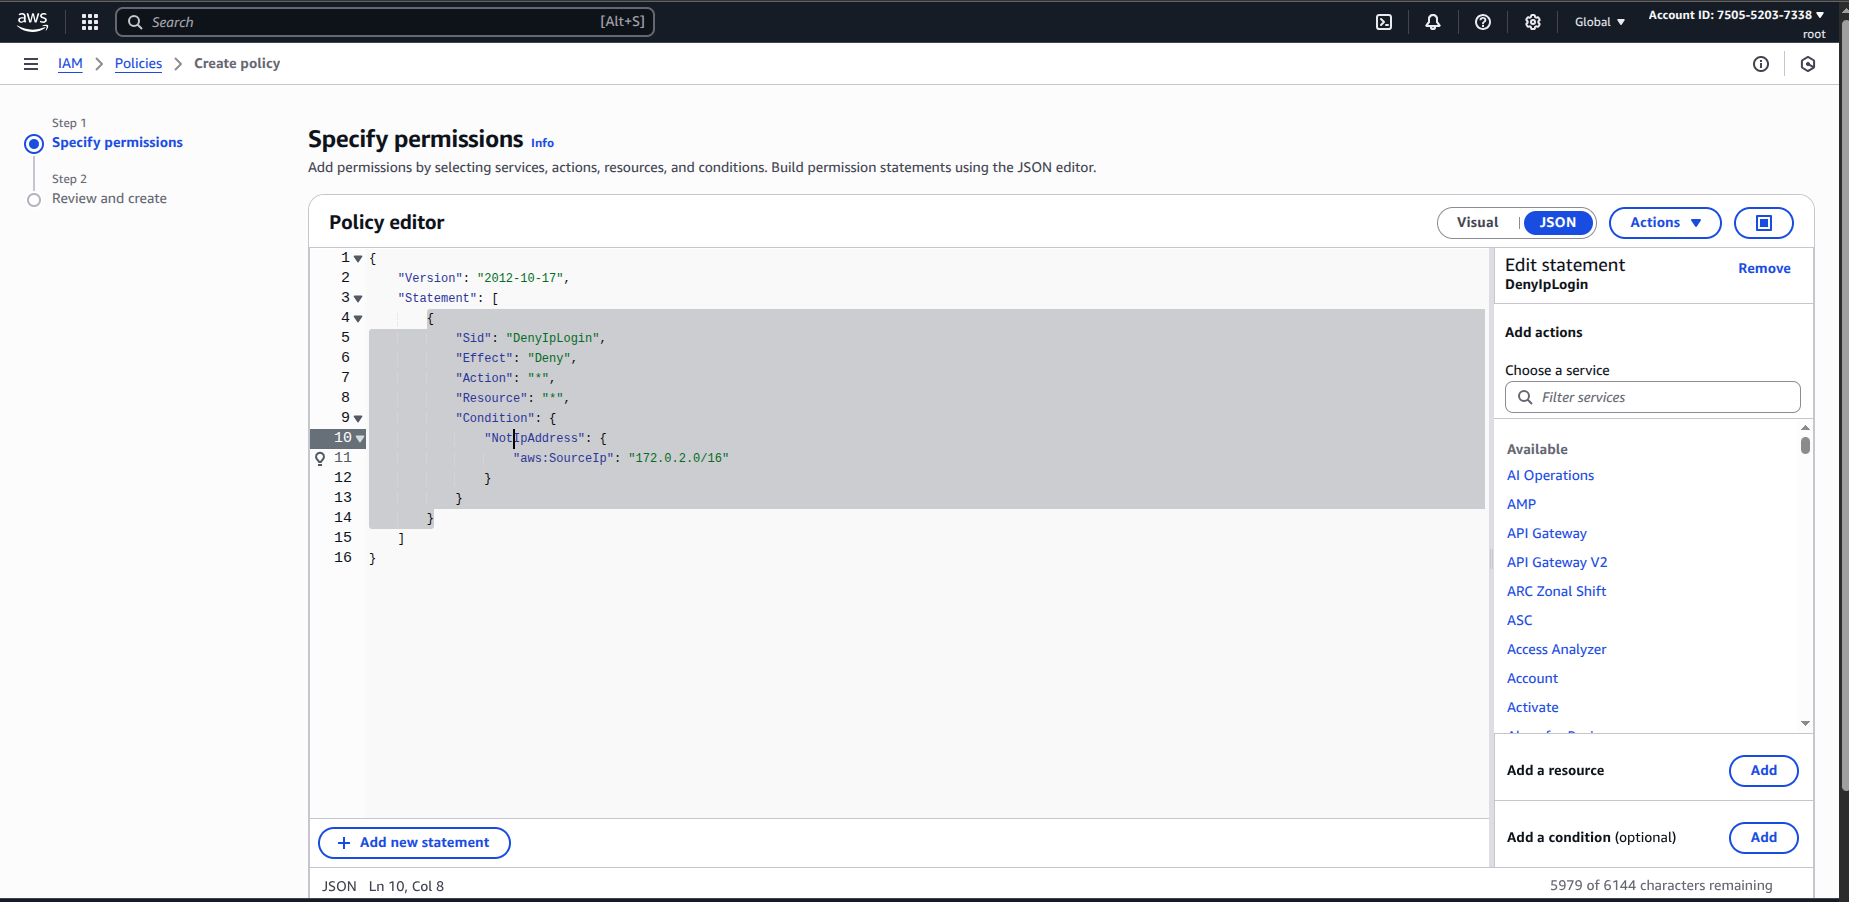 aws
Search
[Alt+S]
Global
Account ID: 7505-5203-7338
root
IAM
Policies
Create policy
Step 1
Specify permissions
Step 2
Review and create
Specify permissions
Info
Add permissions by selecting services, actions, resources, and conditions. Build permission statements using the JSON editor.
Policy editor
Visual
JSON
Actions
1 {
2 "Version": "2012-10-17",
3 "Statement": [
4 {
5 "Sid": "DenyIpLogin",
6 "Effect": "Deny",
7 "Action": "*",
8 "Resource": "*",
9 "Condition": {
10 "NotIpAddress": {
11 "aws:SourceIp": "172.0.2.0/16"
12 }
13 }
14 }
15 ]
16 }
Add new statement
JSON Ln 10, Col 8
Edit statement
Remove
DenyIpLogin
Add actions
Choose a service
Filter services
Available
AI Operations
AMP
API Gateway
API Gateway V2
ARC Zonal Shift
ASC
Access Analyzer
Account
Activate
Add a resource
Add
Add a condition (optional)
Add
5979 of 6144 characters remaining